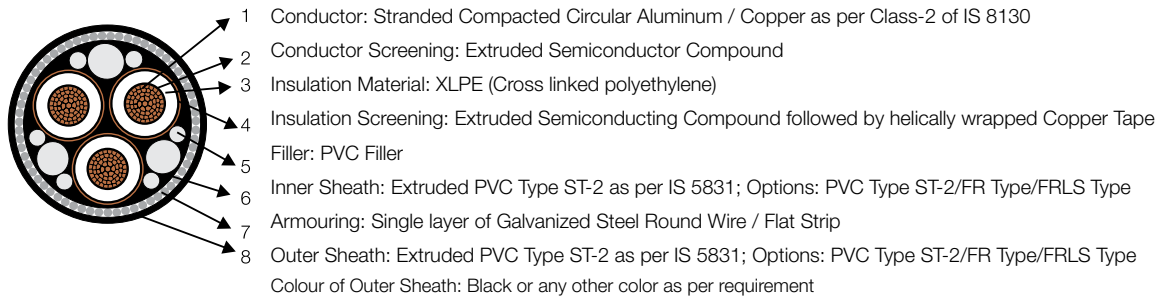 1 Conductor: Stranded Compacted Circular Aluminum / Copper as per Class-2 of IS 8130
2 Conductor Screening: Extruded Semiconductor Compound
3 Insulation Material: XLPE (Cross linked polyethylene)
4 Insulation Screening: Extruded Semiconducting Compound followed by helically wrapped Copper Tape
5 Filler: PVC Filler
6 Inner Sheath: Extruded PVC Type ST-2 as per IS 5831; Options: PVC Type ST-2/FR Type/FRLS Type
7 Armouring: Single layer of Galvanized Steel Round Wire / Flat Strip
8 Outer Sheath: Extruded PVC Type ST-2 as per IS 5831; Options: PVC Type ST-2/FR Type/FRLS Type
Colour of Outer Sheath: Black or any other color as per requirement